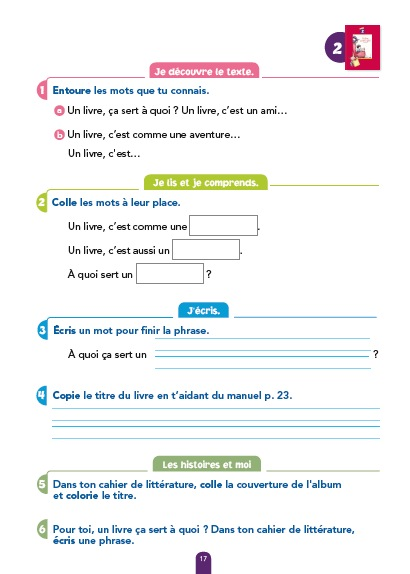 2
Je découvre le texte.
1 Entoure les mots que tu connais.
a Un livre, ça sert à quoi ? Un livre, c'est un ami…
b Un livre, c'est comme une aventure…
Un livre, c'est…
Je lis et je comprends.
2 Colle les mots à leur place.
Un livre, c'est comme une .
Un livre, c'est aussi un .
À quoi sert un ?
J'écris.
3 Écris un mot pour finir la phrase.
À quoi ça sert un ?
4 Copie le titre du livre en t'aidant du manuel p. 23.
Les histoires et moi
5 Dans ton cahier de littérature, colle la couverture de l'album
et colorie le titre.
6 Pour toi, un livre ça sert à quoi ? Dans ton cahier de littérature,
écris une phrase.
17